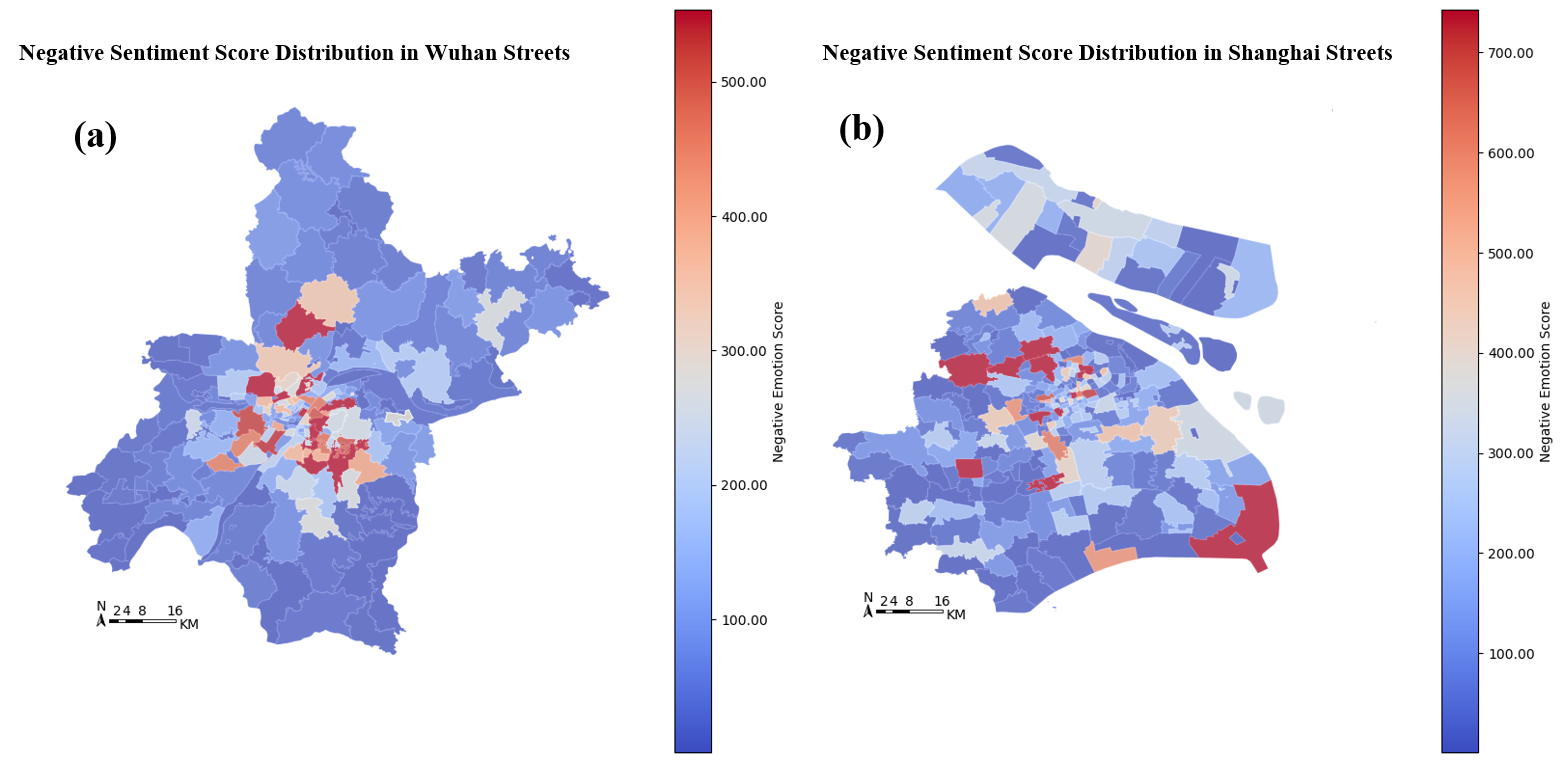 Negative Sentiment Score Distribution in Wuhan Streets
(a)
500.00
400.00
300.00
200.00
100.00
Negative Emotion Score
N
2 4 8 16
KM
Negative Sentiment Score Distribution in Shanghai Streets
(b)
700.00
600.00
500.00
400.00
300.00
200.00
100.00
Negative Emotion Score
N
2 4 8 16
KM